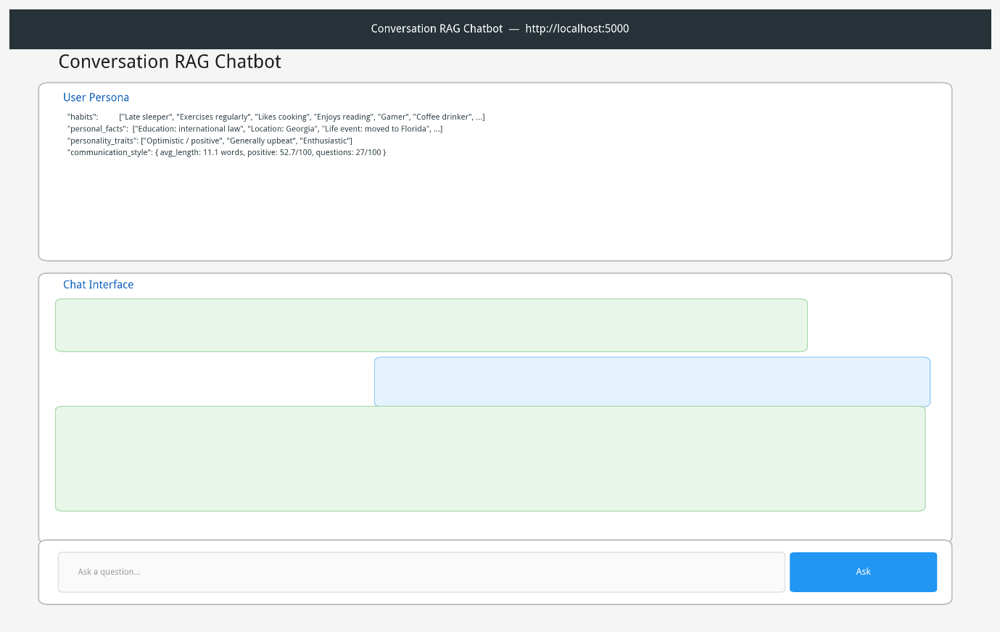 Conversation RAG Chatbot — http://localhost:5000
Conversation RAG Chatbot
User Persona
"habits": ["Late sleeper", "Exercises regularly", "Likes cooking", "Enjoys reading", "Gamer", "Coffee drinker", ...]
"personal_facts": ["Education: international law", "Location: Georgia", "Life event: moved to Florida", ...]
"personality_traits": ["Optimistic / positive", "Generally upbeat", "Enthusiastic"]
"communication_style": { avg_length: 11.1 words, positive: 52.7/100, questions: 27/100 }
Chat Interface
Ask a question...
Ask